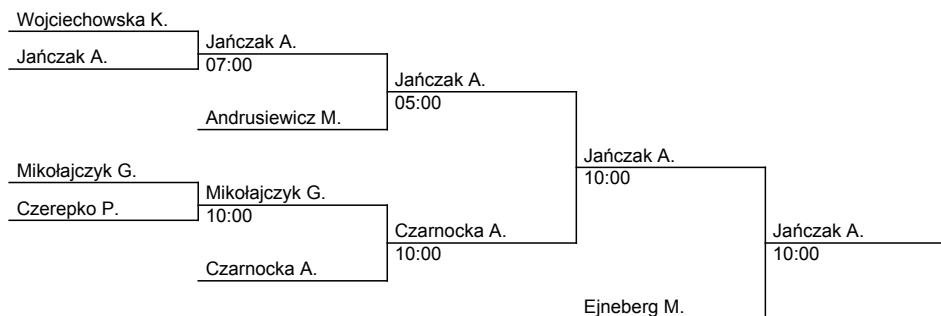 Wojciechowska K.
Jańczak A.
Jańczak A.
07:00
Jańczak A.
05:00
Andrusiewicz M.
Jańczak A.
10:00
Mikołajczyk G.
Mikołajczyk G.
10:00
Czerepko P.
Czarnocka A.
10:00
Jańczak A.
10:00
Czarnocka A.
Ejneberg M.